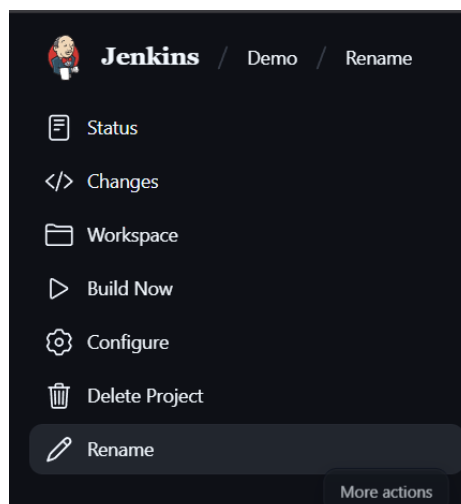 Jenkins / Demo / Rename
Status
Changes
Workspace
Build Now
Configure
Delete Project
Rename
More actions